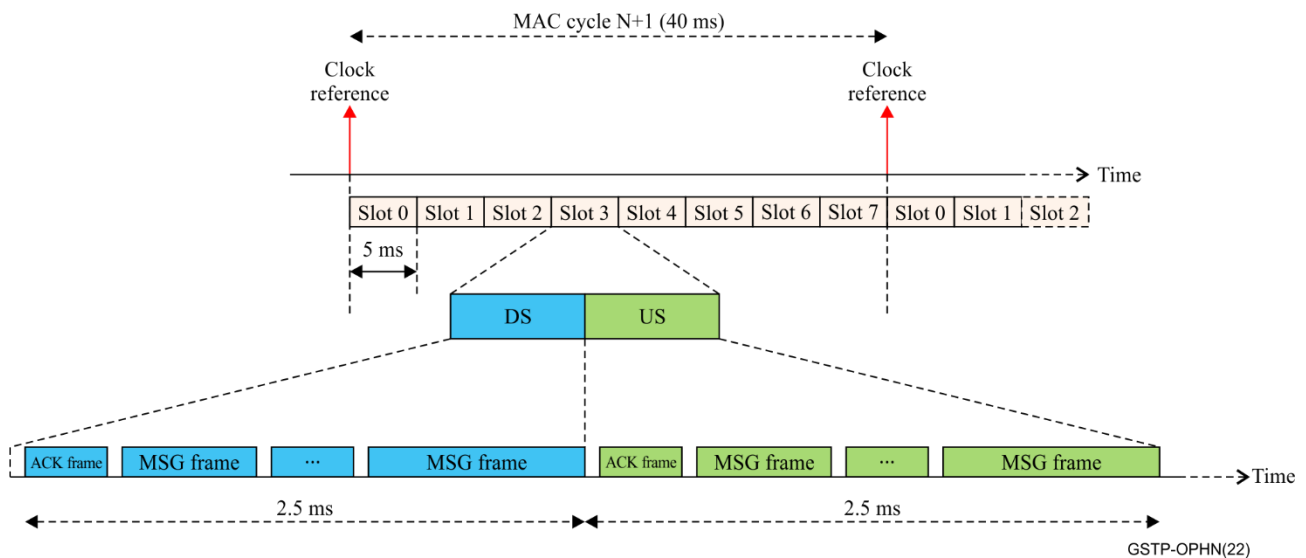 MAC cycle N+1 (40 ms)
Clock
reference
Clock
reference
Time
Slot 0 Slot 1 Slot 2 Slot 3 Slot 4 Slot 5 Slot 6 Slot 7 Slot 0 Slot 1 Slot 2
5 ms
DS US
ACK frame MSG frame ... MSG frame ACK frame MSG frame ... MSG frame
Time
2.5 ms 2.5 ms
GSTP-OPHN(22)